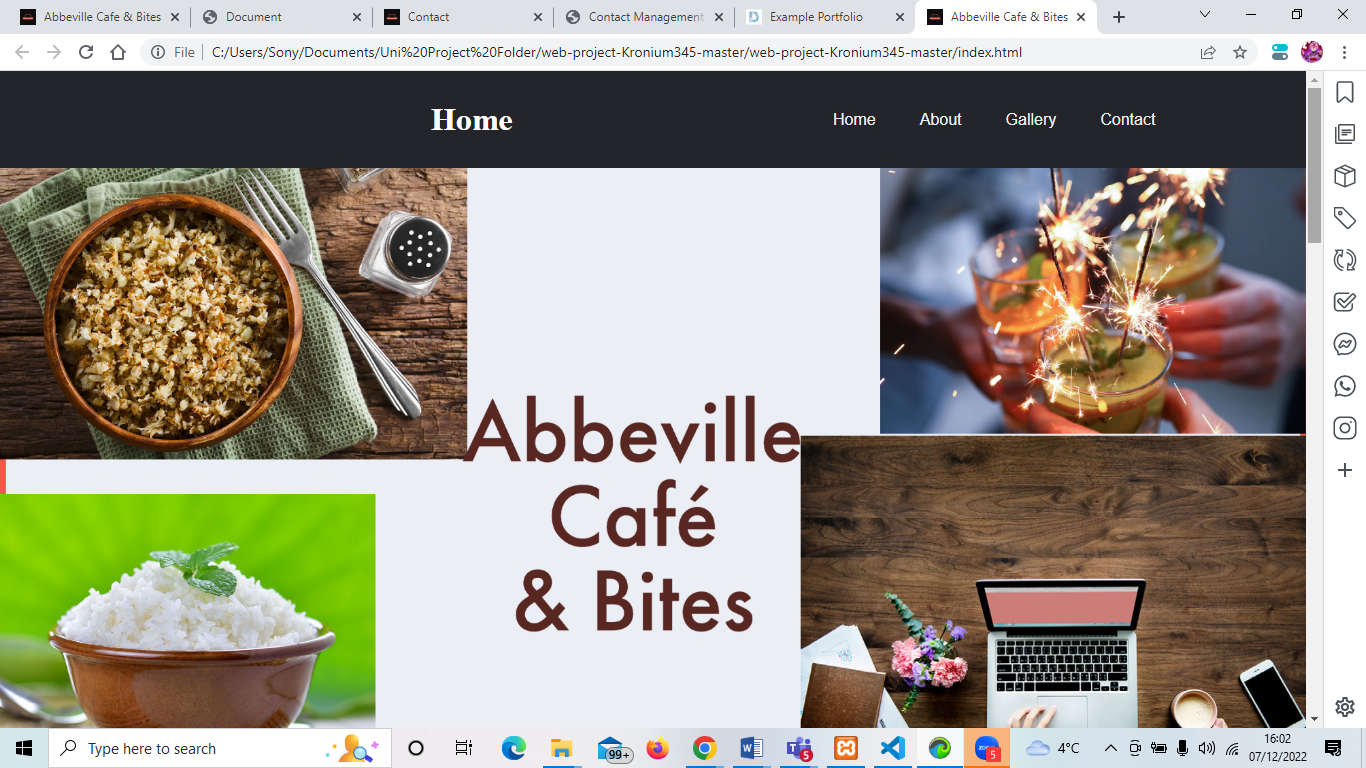 Abbeville Cafe & Bites
Document
Contact
Contact Management
Example Portfolio
Abbeville Cafe & Bites
File
C:/Users/Sony/Documents/Uni%20Project%20Folder/web-project-Kronium345-master/web-project-Kronium345-master/index.html
Home
Home About Gallery Contact
Abbeville
Café
& Bites
Type here to search
99+
5
5
4°C
16:02
07/12/2022